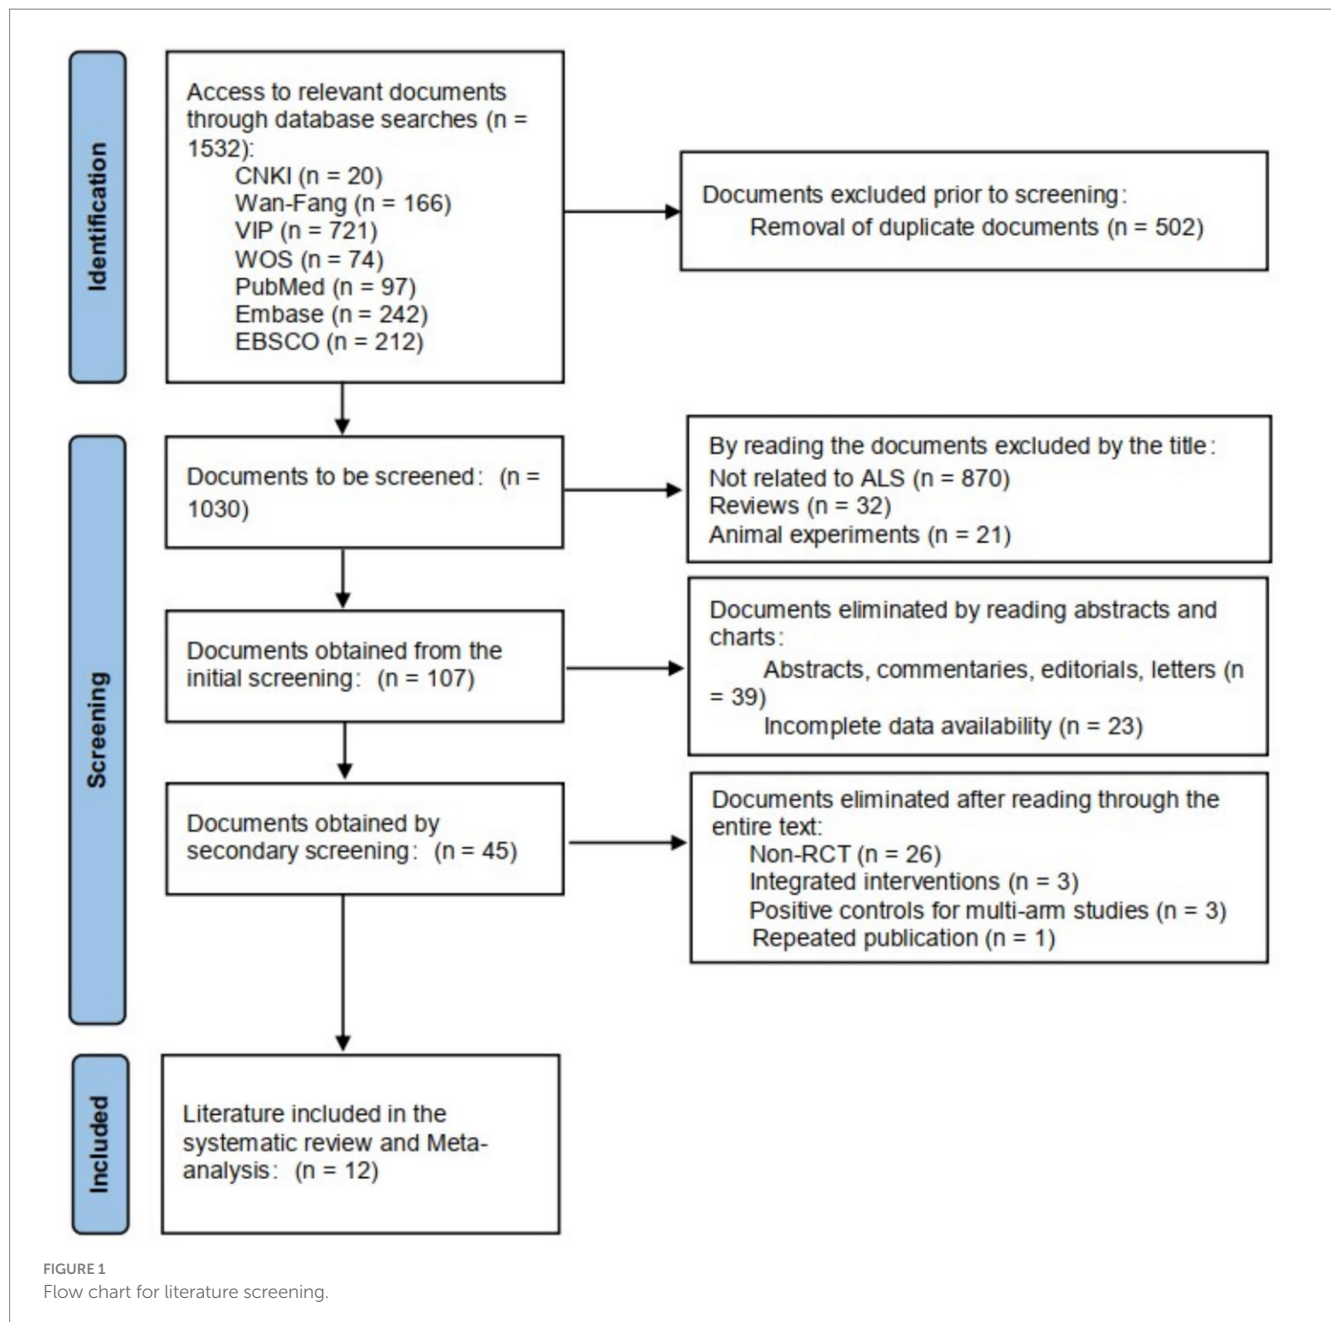 Identification
Access to relevant documents
through database searches (n =
1532):
CNKI (n = 20)
Wan-Fang (n = 166)
VIP (n = 721)
WOS (n = 74)
PubMed (n = 97)
Embase (n = 242)
EBSCO (n = 212)
Documents excluded prior to screening:
Removal of duplicate documents (n = 502)
Screening
Documents to be screened: (n =
1030)
By reading the documents excluded by the title:
Not related to ALS (n = 870)
Reviews (n = 32)
Animal experiments (n = 21)
Documents obtained from the
initial screening: (n = 107)
Documents eliminated by reading abstracts and
charts:
Abstracts, commentaries, editorials, letters (n
= 39)
Incomplete data availability (n = 23)
Documents obtained by
secondary screening: (n = 45)
Documents eliminated after reading through the
entire text:
Non-RCT (n = 26)
Integrated interventions (n = 3)
Positive controls for multi-arm studies (n = 3)
Repeated publication (n = 1)
Included
Literature included in the
systematic review and Meta-
analysis: (n = 12)
FIGURE 1
Flow chart for literature screening.